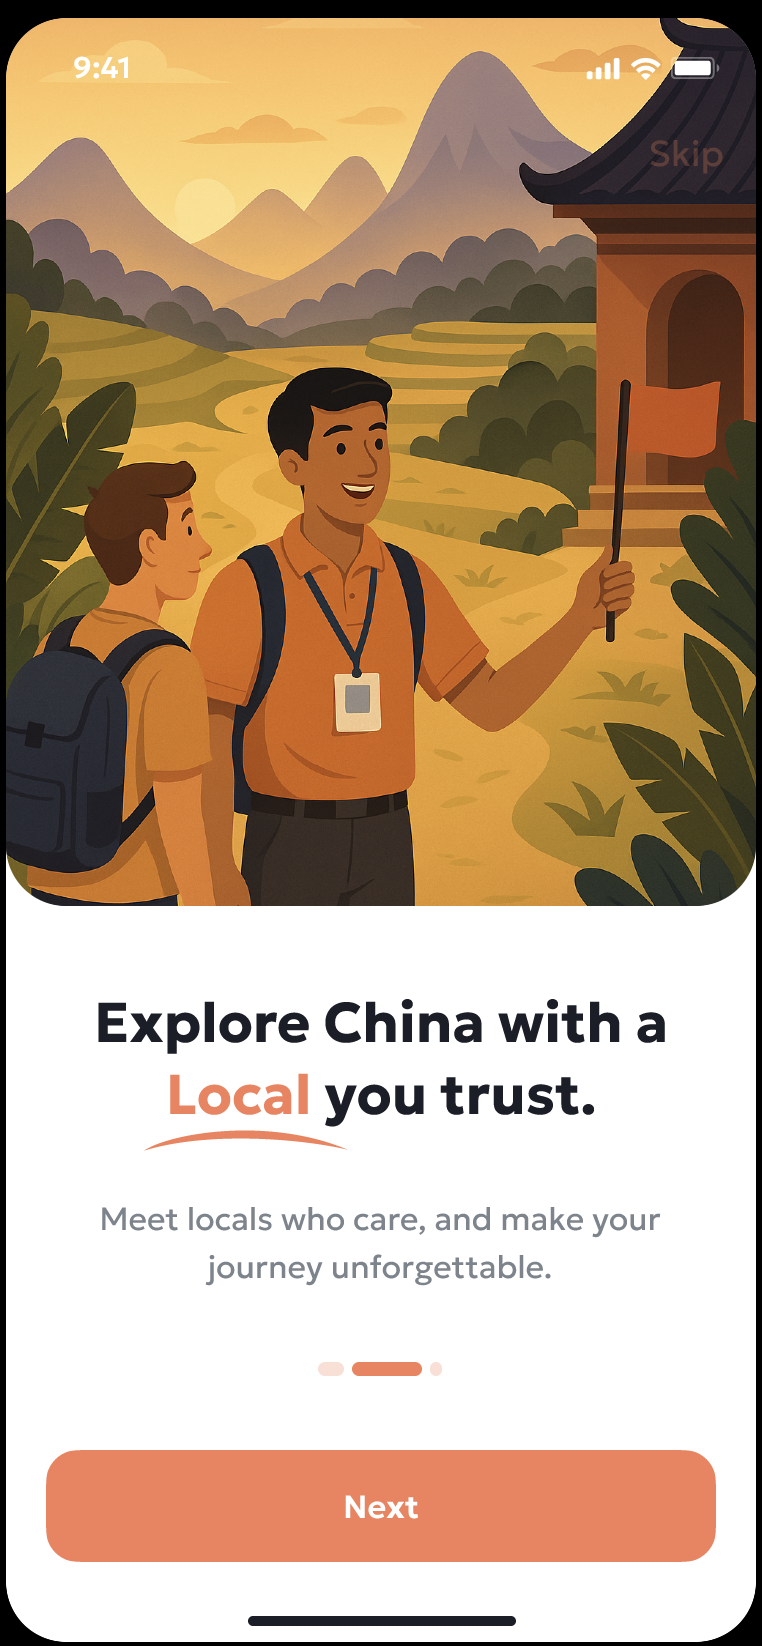 9:41
Skip
Explore China with a
Local you trust.
Meet locals who care, and make your
journey unforgettable.
Next